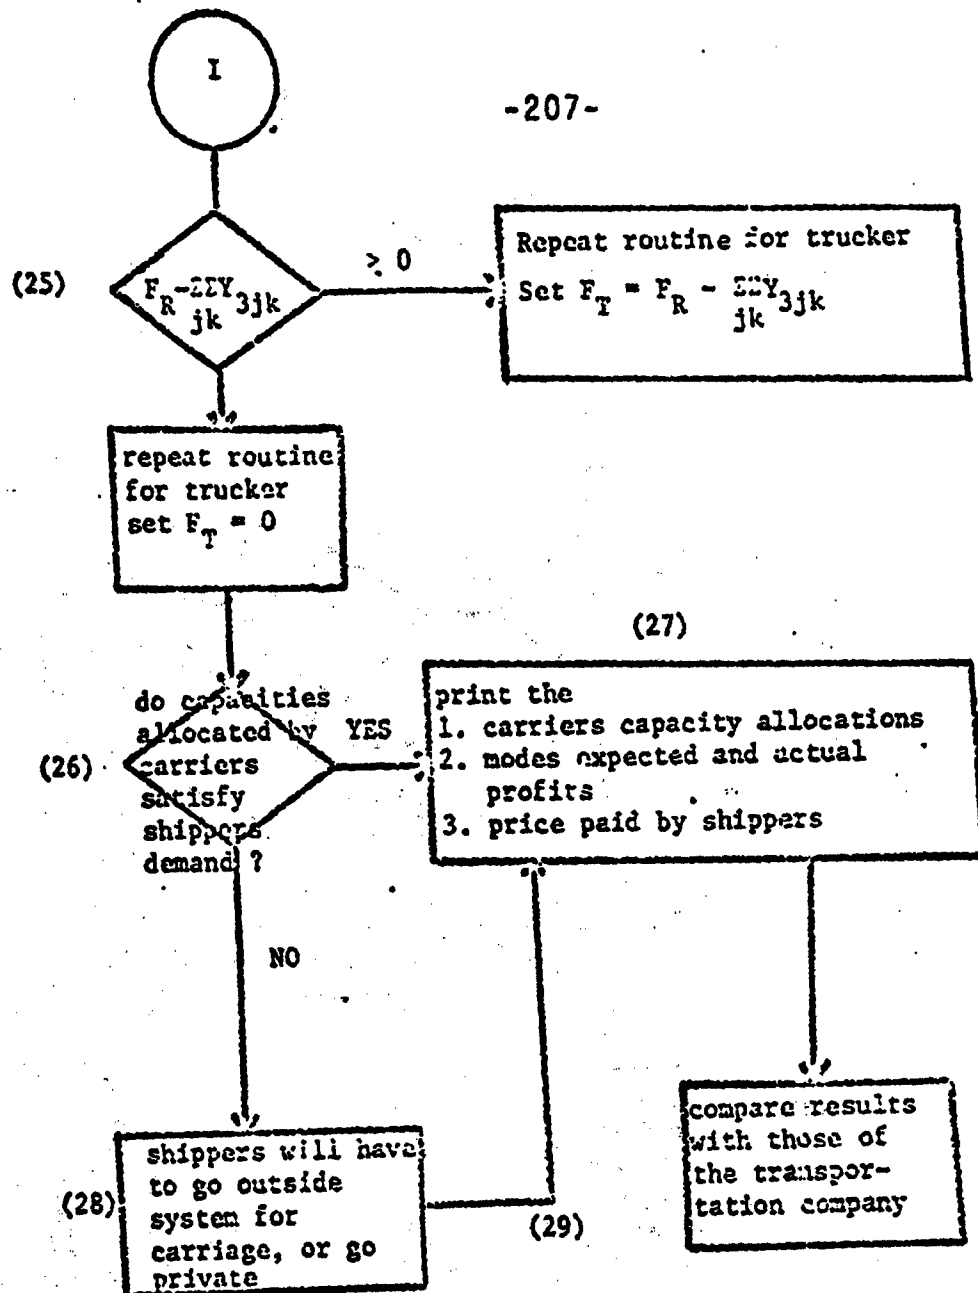 I
-207-
(25)
F_R-ΣΣY_3jk
jk
> 0
Repeat routine for trucker
Set F_T = F_R - ΣΣY_3jk
jk
repeat routine
for trucker
set F_T = 0
(26)
do capacities
allocated by
carriers
satisfy
shippers
demand ?
YES
(27)
print the
1. carriers capacity allocations
2. modes expected and actual
profits
3. price paid by shippers
NO
(28)
shippers will have
to go outside
system for
carriage, or go
private
(29)
compare results
with those of
the transpor-
tation company